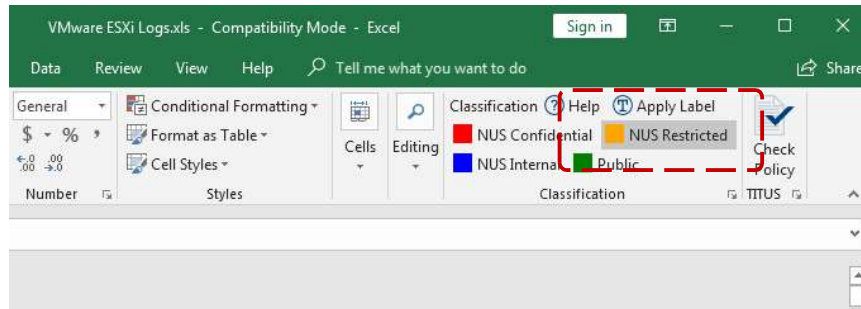 VMware ESXi Logs.xls - Compatibility Mode - Excel Sign in
Data Review View Help Tell me what you want to do Share
General Conditional Formatting Classification ? Help T Apply Label
$ % , Format as Table Cells Editing NUS Confidential NUS Restricted Check
←.0 .00 .00 →.0 Cell Styles NUS Internal Public Policy
Number Styles Classification TITUS